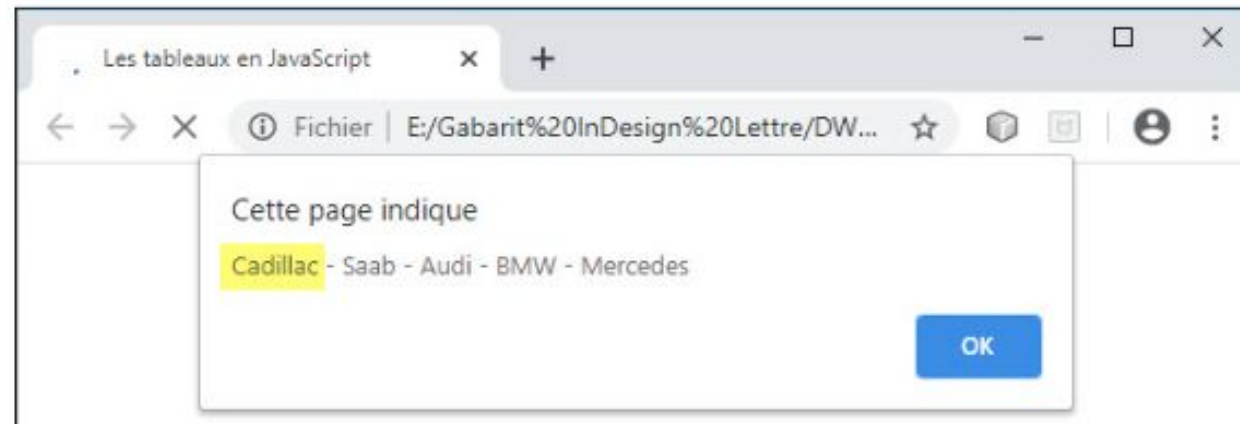 Les tableaux en JavaScript
Fichier | E:/Gabarit%20InDesign%20Lettre/DW...
Cette page indique
Cadillac - Saab - Audi - BMW - Mercedes
OK